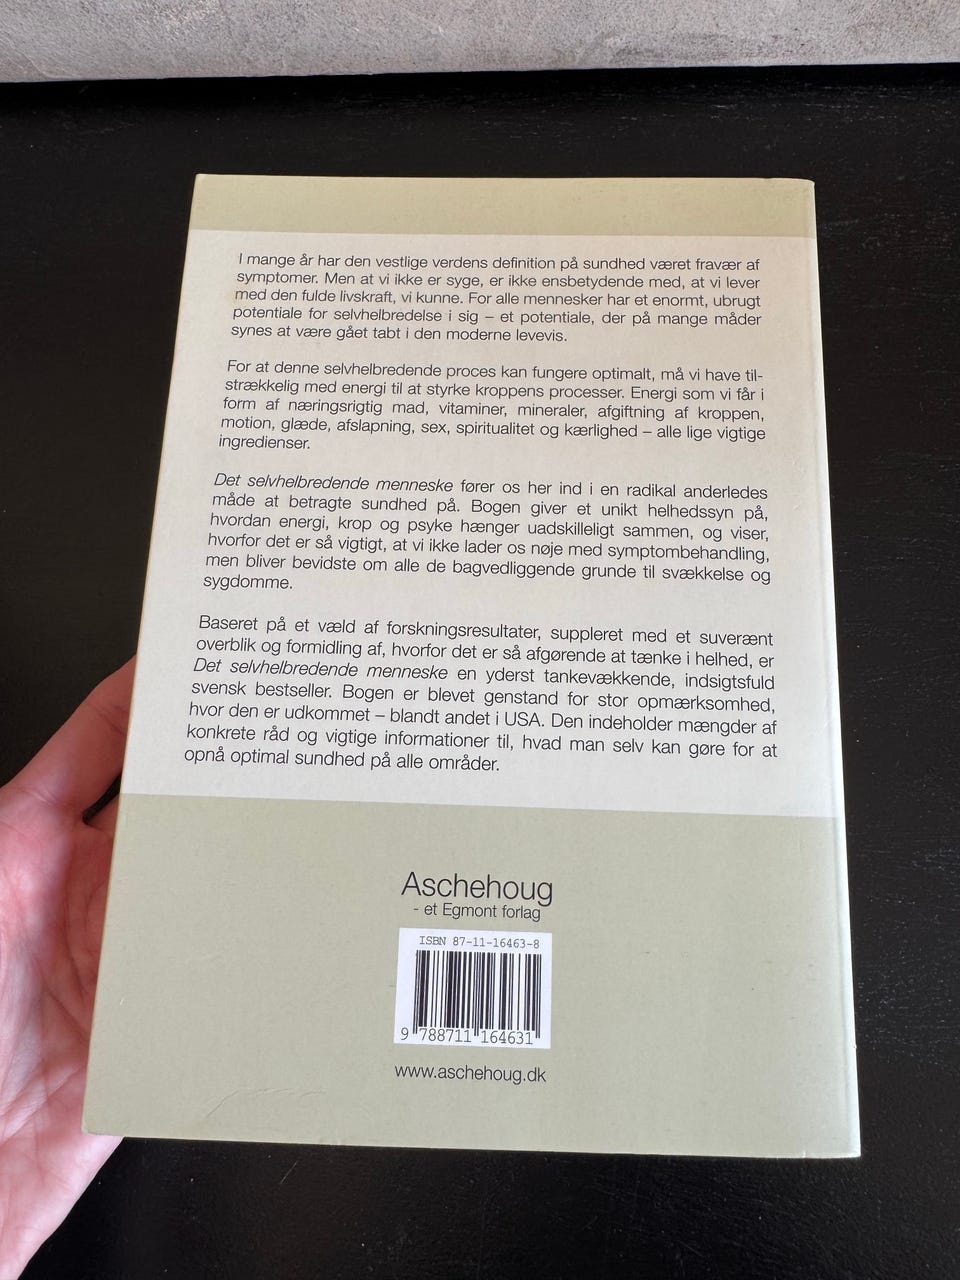 I mange år har den vestlige verdens definition på sundhed været fravær af
symptomer. Men at vi ikke er syge, er ikke ensbetydende med, at vi lever
med den fulde livskraft, vi kunne. For alle mennesker har et enormt, ubrugt
potentiale for selvhelbredelse i sig – et potentiale, der på mange måder
synes at være gået tabt i den moderne levevis.
For at denne selvhelbredende proces kan fungere optimalt, må vi have til-
strækkelig med energi til at styrke kroppens processer. Energi som vi får i
form af næringsrigtig mad, vitaminer, mineraler, afgiftning af kroppen,
motion, glæde, afslapning, sex, spiritualitet og kærlighed – alle lige vigtige
ingredienser.
Det selvhelbredende menneske fører os her ind i en radikal anderledes
måde at betragte sundhed på. Bogen giver et unikt helhedssyn på,
hvordan energi, krop og psyke hænger uadskilleligt sammen, og viser,
hvorfor det er så vigtigt, at vi ikke lader os nøje med symptombehandling,
men bliver bevidste om alle de bagvedliggende grunde til svækkelse og
sygdomme.
Baseret på et væld af forskningsresultater, suppleret med et suverænt
overblik og formidling af, hvorfor det er så afgørende at tænke i helhed, er
Det selvhelbredende menneske en yderst tankevækkende, indsigtsfuld
svensk bestseller. Bogen er blevet genstand for stor opmærksomhed,
hvor den er udkommet – blandt andet i USA. Den indeholder mængder af
konkrete råd og vigtige informationer til, hvad man selv kan gøre for at
opnå optimal sundhed på alle områder.
Aschehoug
- et Egmont forlag
ISBN 87-11-16463-8
9 788711 164631
www.aschehoug.dk